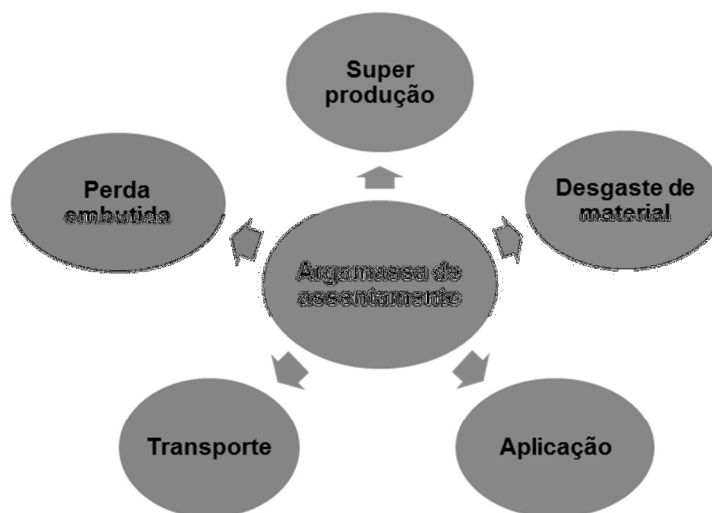 Super
produção
Perda
embutida
Desgaste de
material
Argamassa de
assentamento
Transporte
Aplicação